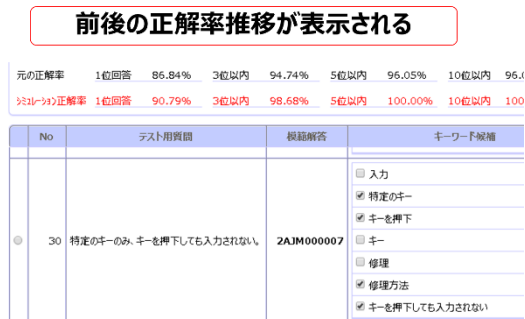 前後の正解率推移が表示される
元の正解率 1位回答 86.84% 3位以内 94.74% 5位以内 96.05% 10位以内 96.0
シミュレーション正解率 1位回答 90.79% 3位以内 98.68% 5位以内 100.00% 10位以内 100
No テスト用質問 模範解答 キーワード候補
入力
特定のキー
キーを押下
30 特定のキーのみ、キーを押下しても入力されない。 2AJM000007 キー
修理
修理方法
キーを押下しても入力されない